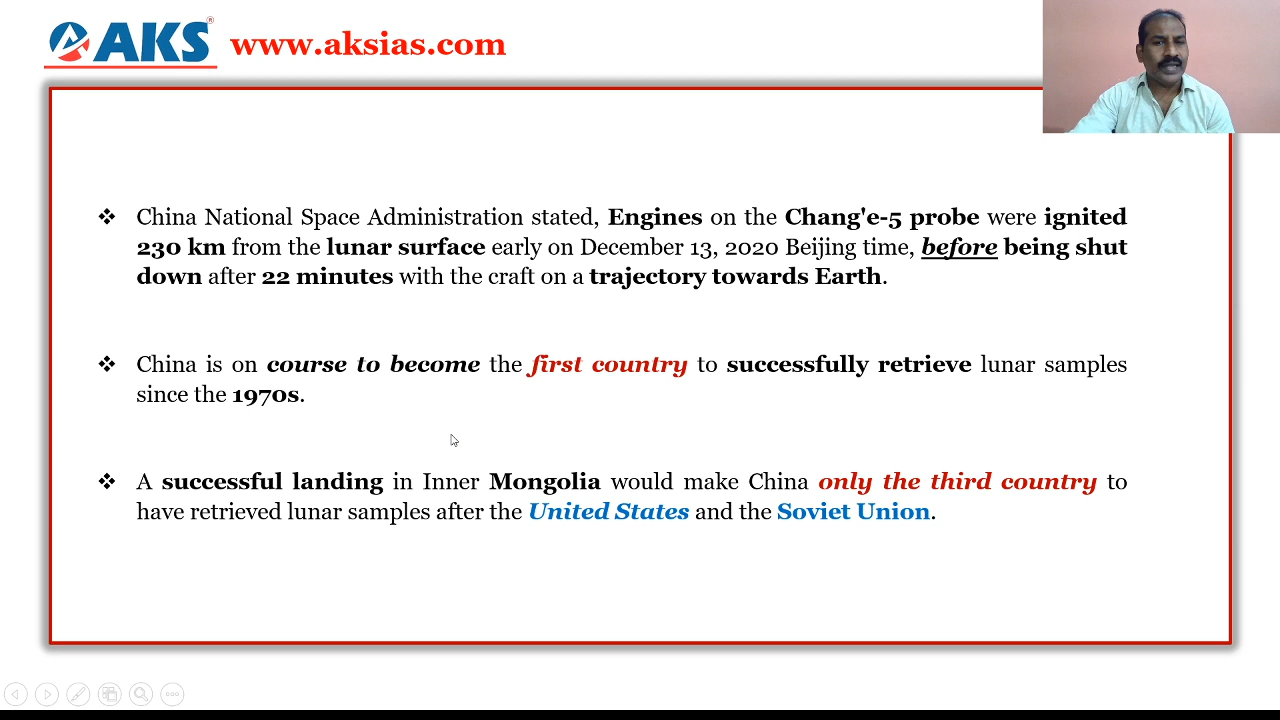 AKS® www.aksias.com
❖ China National Space Administration stated, Engines on the Chang'e-5 probe were ignited
230 km from the lunar surface early on December 13, 2020 Beijing time, before being shut
down after 22 minutes with the craft on a trajectory towards Earth.
❖ China is on course to become the first country to successfully retrieve lunar samples
since the 1970s.
❖ A successful landing in Inner Mongolia would make China only the third country to
have retrieved lunar samples after the United States and the Soviet Union.